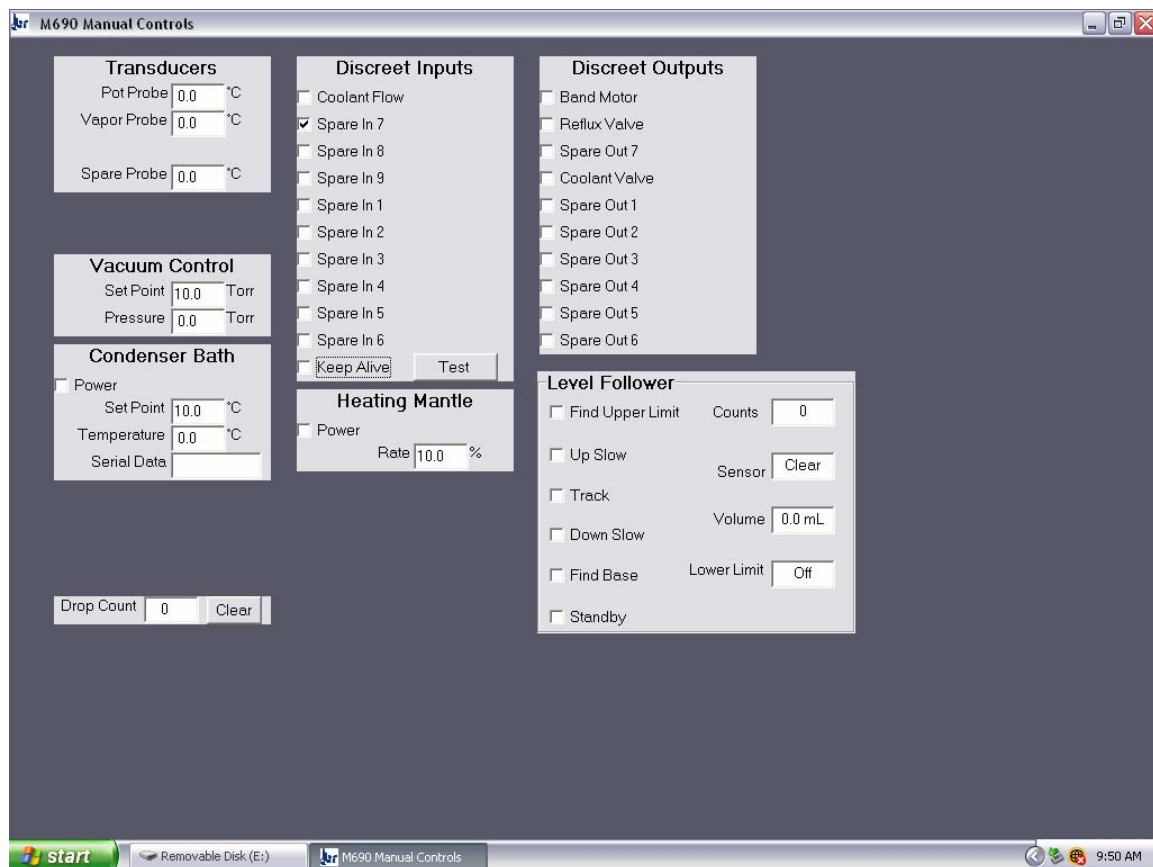 M690 Manual Controls
Transducers
Pot Probe 0.0 °C
Vapor Probe 0.0 °C
Spare Probe 0.0 °C
Vacuum Control
Set Point 10.0 Torr
Pressure 0.0 Torr
Condenser Bath
Power
Set Point 10.0 °C
Temperature 0.0 °C
Serial Data
Drop Count 0 Clear
Discreet Inputs
Coolant Flow
Spare In 7
Spare In 8
Spare In 9
Spare In 1
Spare In 2
Spare In 3
Spare In 4
Spare In 5
Spare In 6
Keep Alive Test
Heating Mantle
Power
Rate 10.0 %
Discreet Outputs
Band Motor
Reflux Valve
Spare Out 7
Coolant Valve
Spare Out 1
Spare Out 2
Spare Out 3
Spare Out 4
Spare Out 5
Spare Out 6
Level Follower
Find Upper Limit Counts 0
Up Slow
Sensor Clear
Track
Volume 0.0 mL
Down Slow
Find Base Lower Limit Off
Standby
start Removable Disk (E:) M690 Manual Controls 9:50 AM